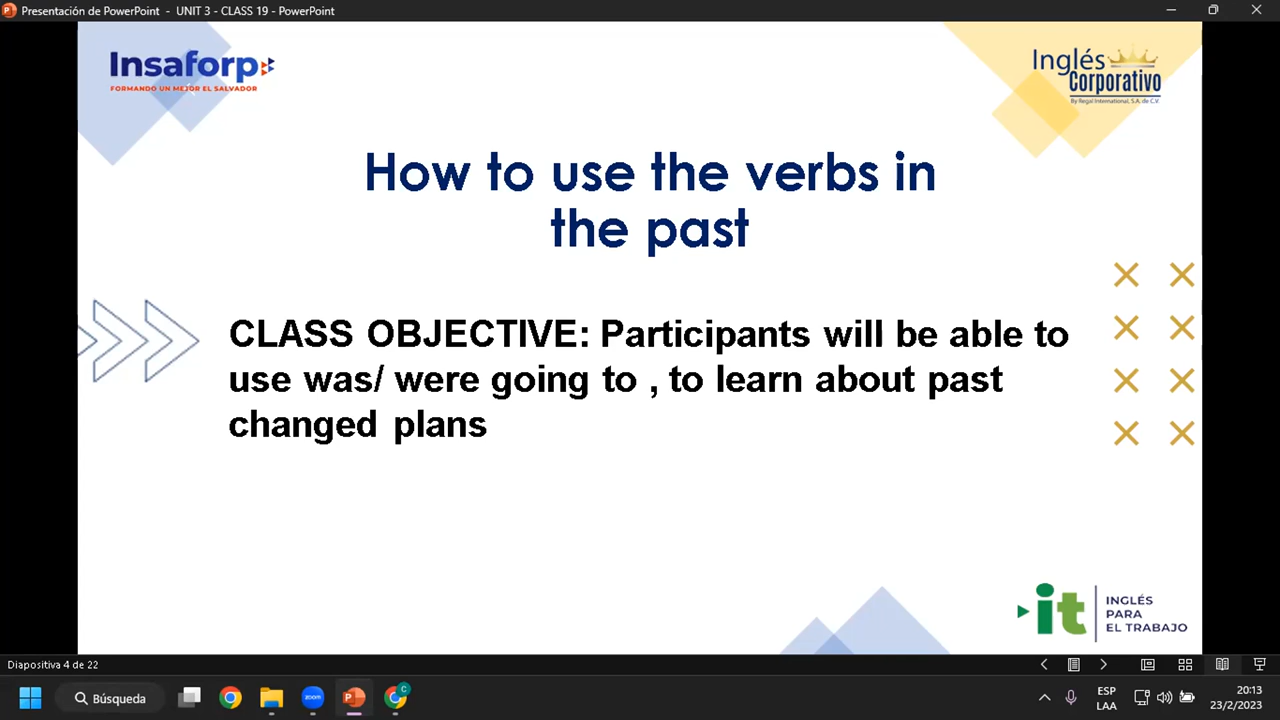 Presentación de PowerPoint - UNIT 3 - CLASS 19 - PowerPoint
Insaforp
FORMANDO UN MEJOR EL SALVADOR
Inglés
Corporativo
By Regal International, S.A. de C.V.
How to use the verbs in
the past
CLASS OBJECTIVE: Participants will be able to
use was/ were going to , to learn about past
changed plans
it
INGLÉS
PARA
EL TRABAJO
Diapositiva 4 de 22
Búsqueda
zoom
C
ESP
LAA
20:13
23/2/2023